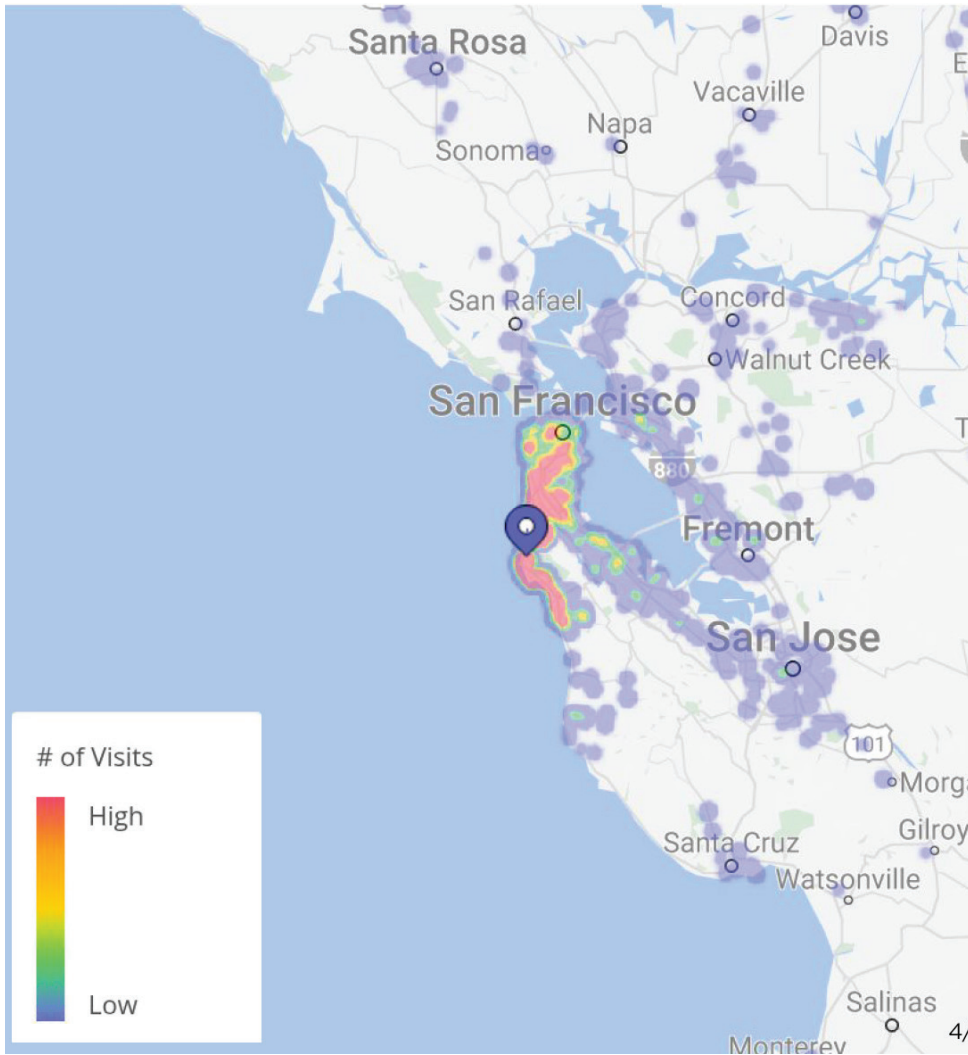 Santa Rosa
Davis
E
Vacaville
Napa
Sonoma
San Rafael
Concord
Walnut Creek
San Francisco
T
880
Fremont
San Jose
101
# of Visits
High
Low
Morga
Gilroy
Santa Cruz
Watsonville
Salinas
4/
Monterey